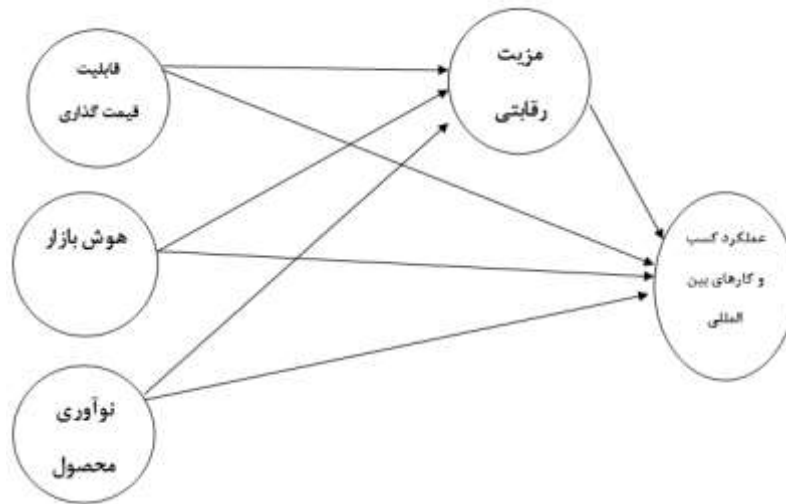 قابلیت
قیمت گذاری
هوش بازار
نوآوری
محصول
مزیت
رقابتی
عملکرد کسب
و کارهای بین
المللی